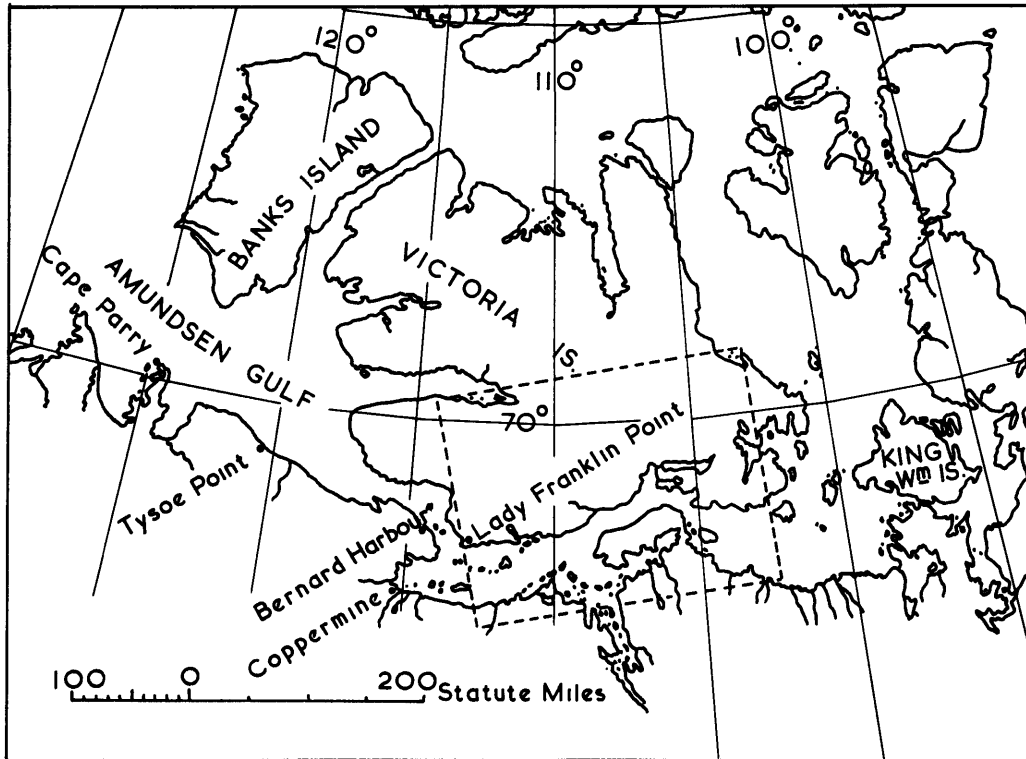 120°
110°
100°
BANKS ISLAND
VICTORIA
IS.
AMUNDSEN GULF
Cape Parry
70°
Tysoe Point
Lady Franklin Point
KING
Wm IS.
Bernard Harbour
Coppermine
100 0 200
Statute Miles